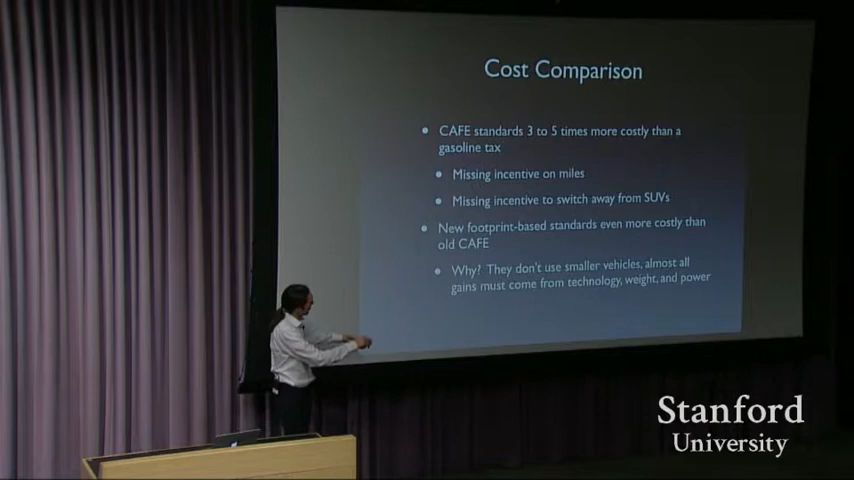 Cost Comparison
CAFE standards 3 to 5 times more costly than a
gasoline tax
Missing incentive on miles
Missing incentive to switch away from SUVs
New footprint-based standards even more costly than
old CAFE
Why? They don't use smaller vehicles, almost all
gains must come from technology, weight, and power
Stanford
University